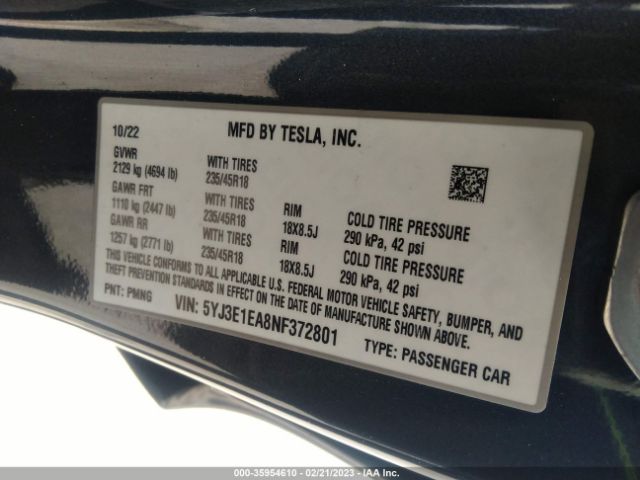 10/22 MFD BY TESLA, INC.
GVWR
2129 kg (4694 lb) WITH TIRES
235/45R18
GAWR FRT
1110 kg (2447 lb) WITH TIRES
235/45R18 RIM
18X8.5J COLD TIRE PRESSURE
290 kPa, 42 psi
GAWR RR
1257 kg (2771 lb) WITH TIRES
235/45R18 RIM
18X8.5J COLD TIRE PRESSURE
290 kPa, 42 psi
THIS VEHICLE CONFORMS TO ALL APPLICABLE U.S. FEDERAL MOTOR VEHICLE SAFETY, BUMPER, AND
THEFT PREVENTION STANDARDS IN EFFECT ON THE DATE OF MANUFACTURE SHOWN ABOVE.
PNT: PMNG VIN: 5YJ3E1EA8NF372801 TYPE: PASSENGER CAR
000-35954610 - 02/21/2023 - IAA Inc.